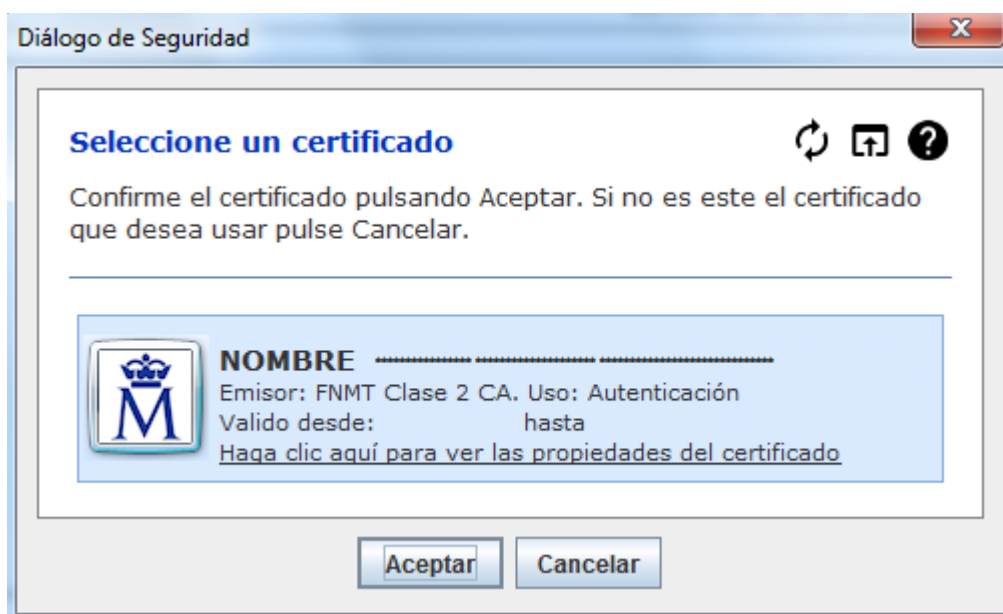 Diálogo de Seguridad
Seleccione un certificado
Confirme el certificado pulsando Aceptar. Si no es este el certificado
que desea usar pulse Cancelar.
NOMBRE
Emisor: FNMT Clase 2 CA. Uso: Autenticación
Valido desde: hasta
Haga clic aquí para ver las propiedades del certificado
Aceptar Cancelar